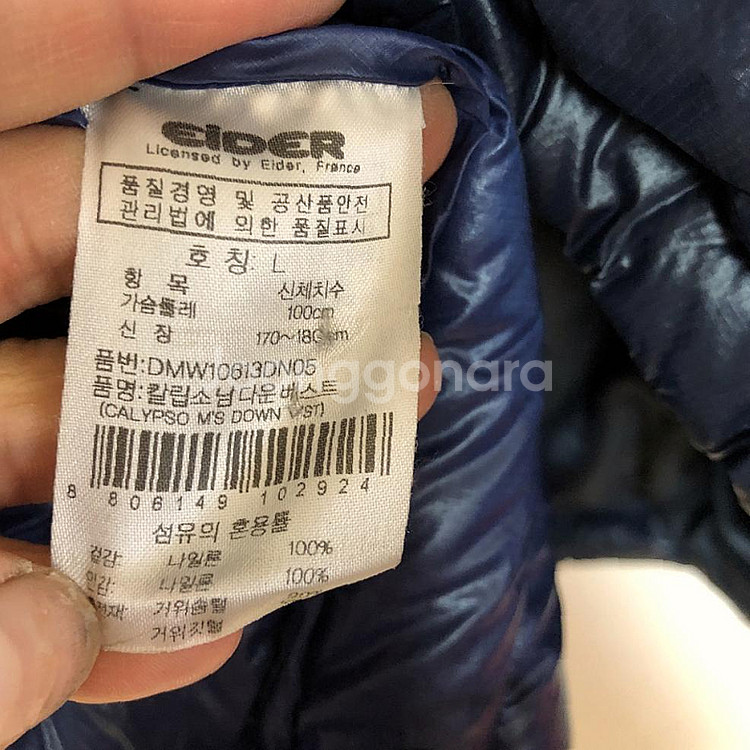 EIDER
Licensed by Eider, France
품질경영 및 공산품안전
관리법에 의한 품질표시
호 칭: L
항 목 신체치수
가슴둘레 100cm
신 장 170~180cm
품번:DMW10613DN05
품명:칼립소남다운베스트
(CALYPSO M'S DOWN VEST)
8 806149 102924
섬유의 혼용률
겉감: 나일론 100%
안감: 나일론 100%
거위솜털
거위깃털
ggonara